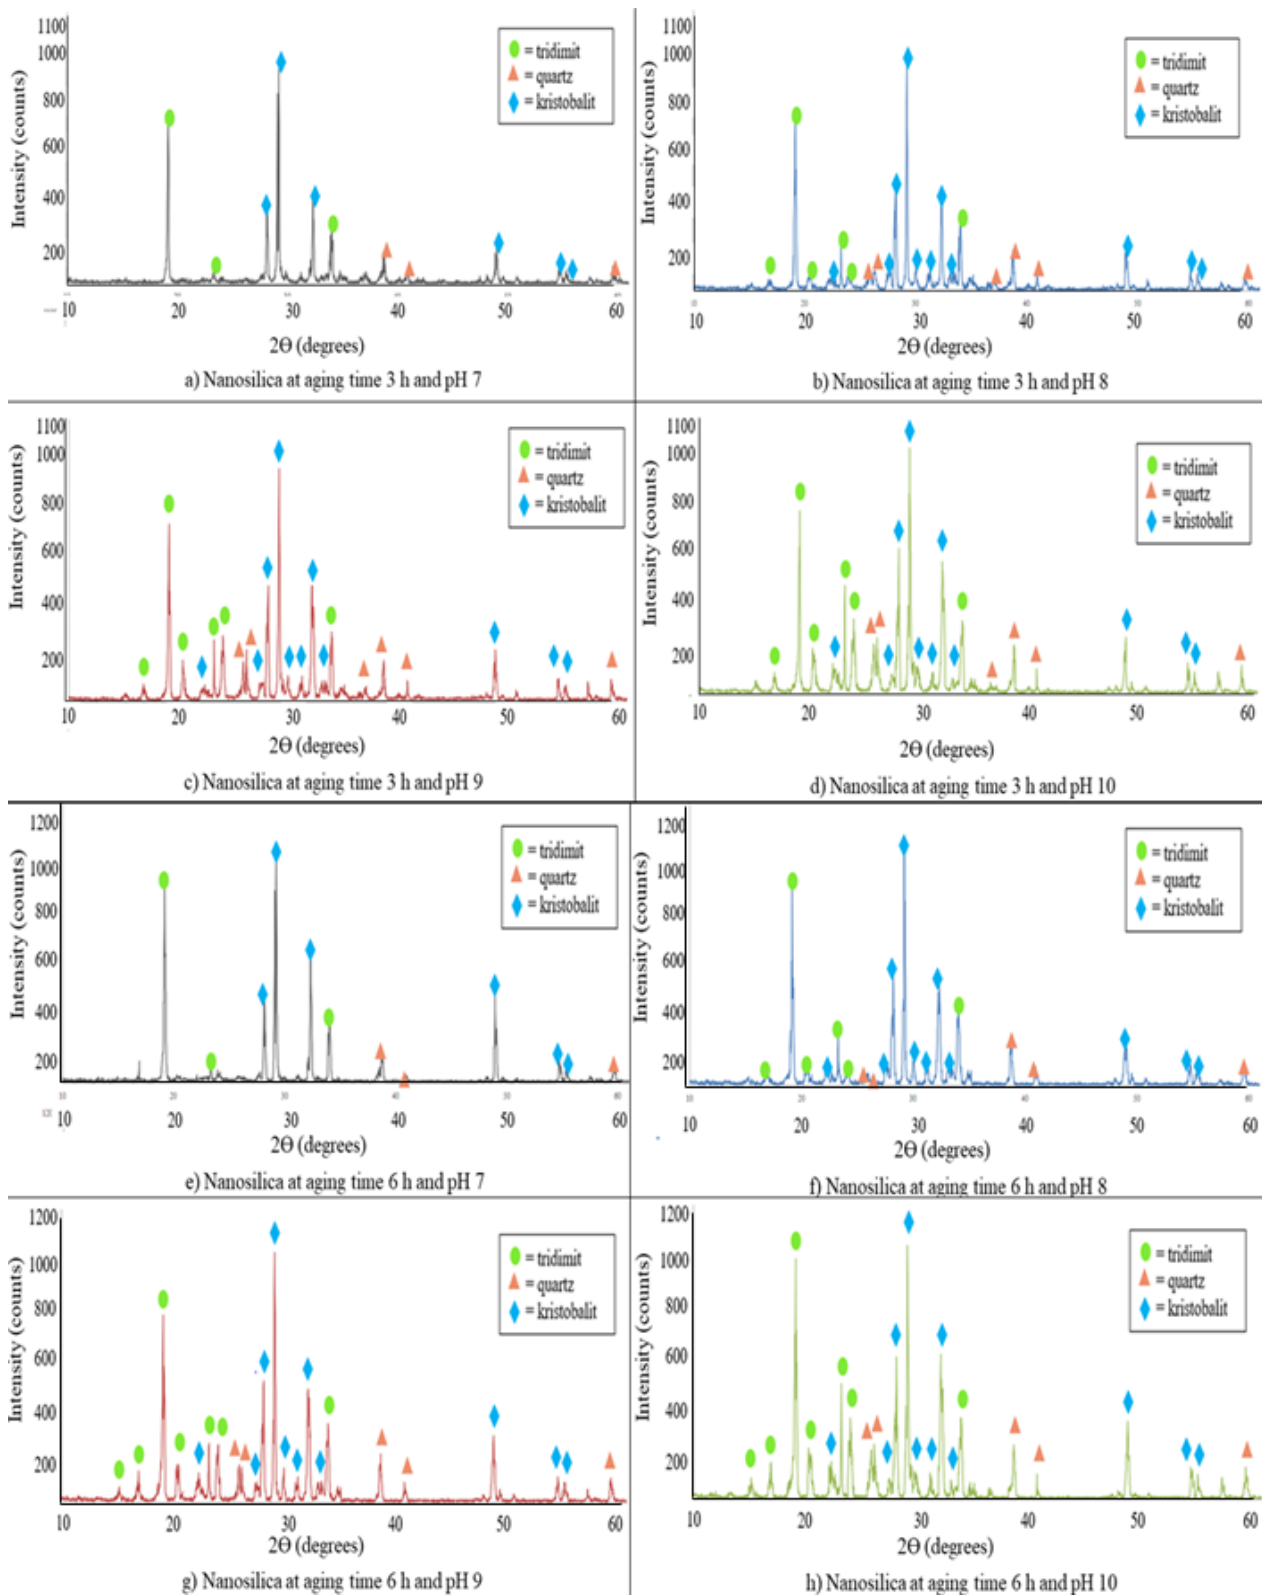 1100
1000
800
600
400
200
Intensity (counts)
= tridimit
= quartz
= kristobalit
10 20 30 40 50 60
2Θ (degrees)
a) Nanosilica at aging time 3 h and pH 7
1100
1000
800
600
400
200
Intensity (counts)
= tridimit
= quartz
= kristobalit
10 20 30 40 50 60
2Θ (degrees)
b) Nanosilica at aging time 3 h and pH 8
1100
1000
800
600
400
200
Intensity (counts)
= tridimit
= quartz
= kristobalit
10 20 30 40 50 60
2Θ (degrees)
c) Nanosilica at aging time 3 h and pH 9
1100
1000
800
600
400
200
Intensity (counts)
= tridimit
= quartz
= kristobalit
10 20 30 40 50 60
2Θ (degrees)
d) Nanosilica at aging time 3 h and pH 10
1200
1000
800
600
400
200
Intensity (counts)
= tridimit
= quartz
= kristobalit
10 20 30 40 50 60
2Θ (degrees)
e) Nanosilica at aging time 6 h and pH 7
1200
1000
800
600
400
200
Intensity (counts)
= tridimit
= quartz
= kristobalit
10 20 30 40 50 60
2Θ (degrees)
f) Nanosilica at aging time 6 h and pH 8
1200
1000
800
600
400
200
Intensity (counts)
= tridimit
= quartz
= kristobalit
10 20 30 40 50 60
2Θ (degrees)
g) Nanosilica at aging time 6 h and pH 9
1200
1000
800
600
400
200
Intensity (counts)
= tridimit
= quartz
= kristobalit
10 20 30 40 50 60
2Θ (degrees)
h) Nanosilica at aging time 6 h and pH 10